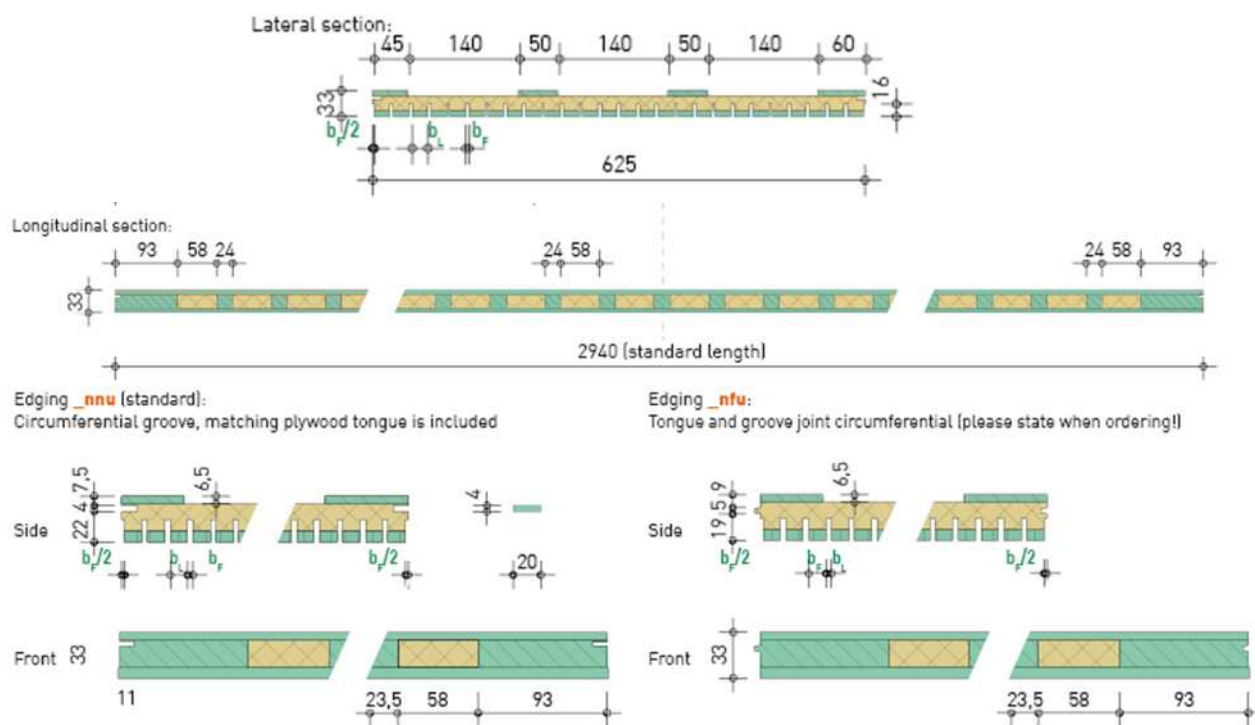 Lateral section:
45 140 50 140 50 140 60
33
16
b_F/2 b_L b_F
625
Longitudinal section:
93 58 24 24 58 24 58 93
33
2940 (standard length)
Edging _nnu (standard):
Circumferential groove, matching plywood tongue is included
7,5
4
22
6,5
4
Side
b_F/2 b_L b_F b_F/2
20
Front 33
11
23,5 58 93
Edging _nfu:
Tongue and groove joint circumferential (please state when ordering!)
9
5
19
6,5
Side
b_F/2 b_F b_L b_F/2
Front 33
23,5 58 93